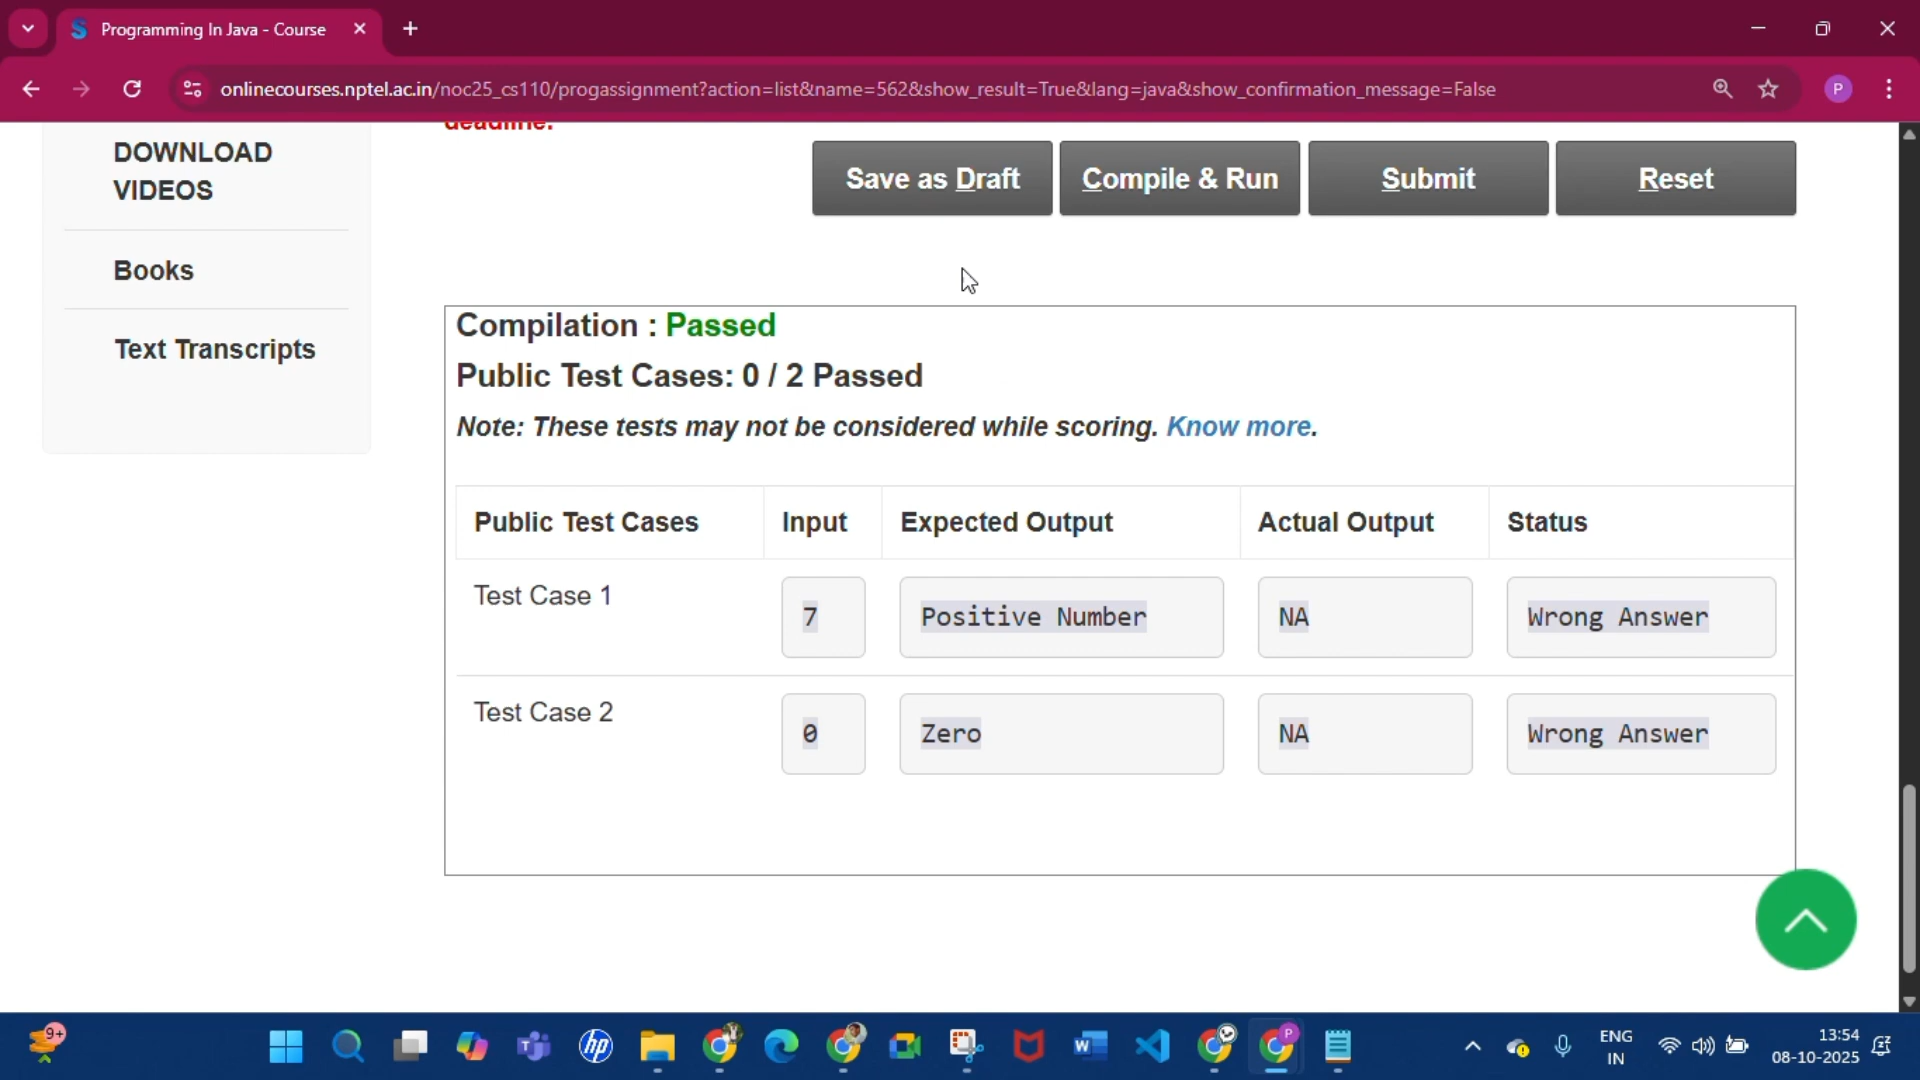 Programming In Java - Course
onlinecourses.nptel.ac.in/noc25_cs110/progassignment?action=list&name=562&show_result=True&lang=java&show_confirmation_message=False
P
deadline.
DOWNLOAD
VIDEOS
Books
Text Transcripts
Save as Draft
Compile & Run
Submit
Reset
Compilation : Passed
Public Test Cases: 0 / 2 Passed
Note: These tests may not be considered while scoring. Know more.
Public Test Cases Input Expected Output Actual Output Status
Test Case 1 7 Positive Number NA Wrong Answer
Test Case 2 0 Zero NA Wrong Answer
9+
hp
W
P
ENG
IN
13:54
08-10-2025